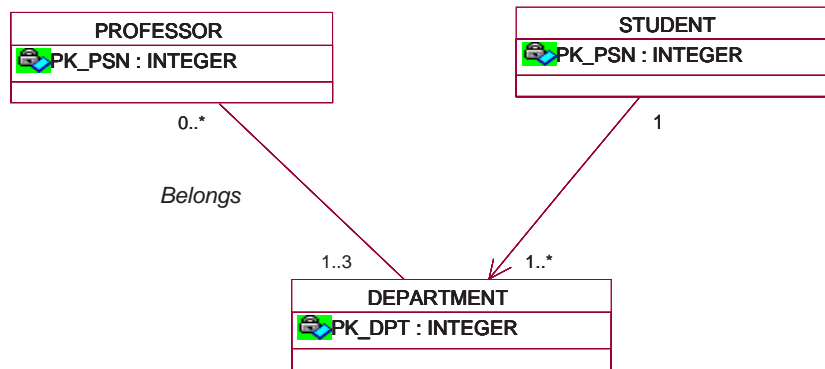 PROFESSOR
PK_PSN : INTEGER
STUDENT
PK_PSN : INTEGER
0..*
1
Belongs
1..3
1..*
DEPARTMENT
PK_DPT : INTEGER